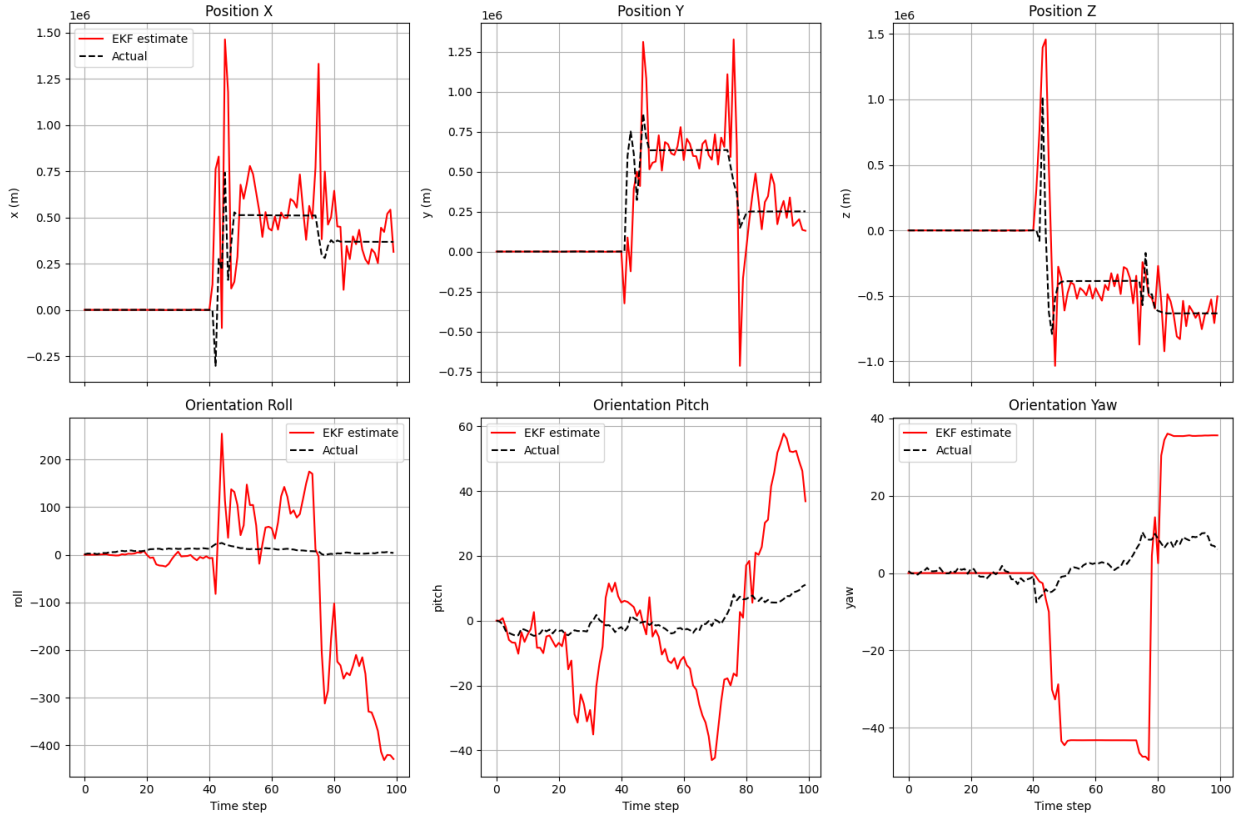 Position X
1e6
EKF estimate
Actual
1.50
1.25
1.00
0.75
0.50
0.25
0.00
−0.25
x (m)
Position Y
1e6
1.25
1.00
0.75
0.50
0.25
0.00
−0.25
−0.50
−0.75
y (m)
Position Z
1e6
1.5
1.0
0.5
0.0
−0.5
−1.0
z (m)
Orientation Roll
EKF estimate
Actual
200
100
0
−100
−200
−300
−400
roll
0 20 40 60 80 100
Time step
Orientation Pitch
EKF estimate
Actual
60
40
20
0
−20
−40
pitch
0 20 40 60 80 100
Time step
Orientation Yaw
EKF estimate
Actual
40
20
0
−20
−40
yaw
0 20 40 60 80 100
Time step